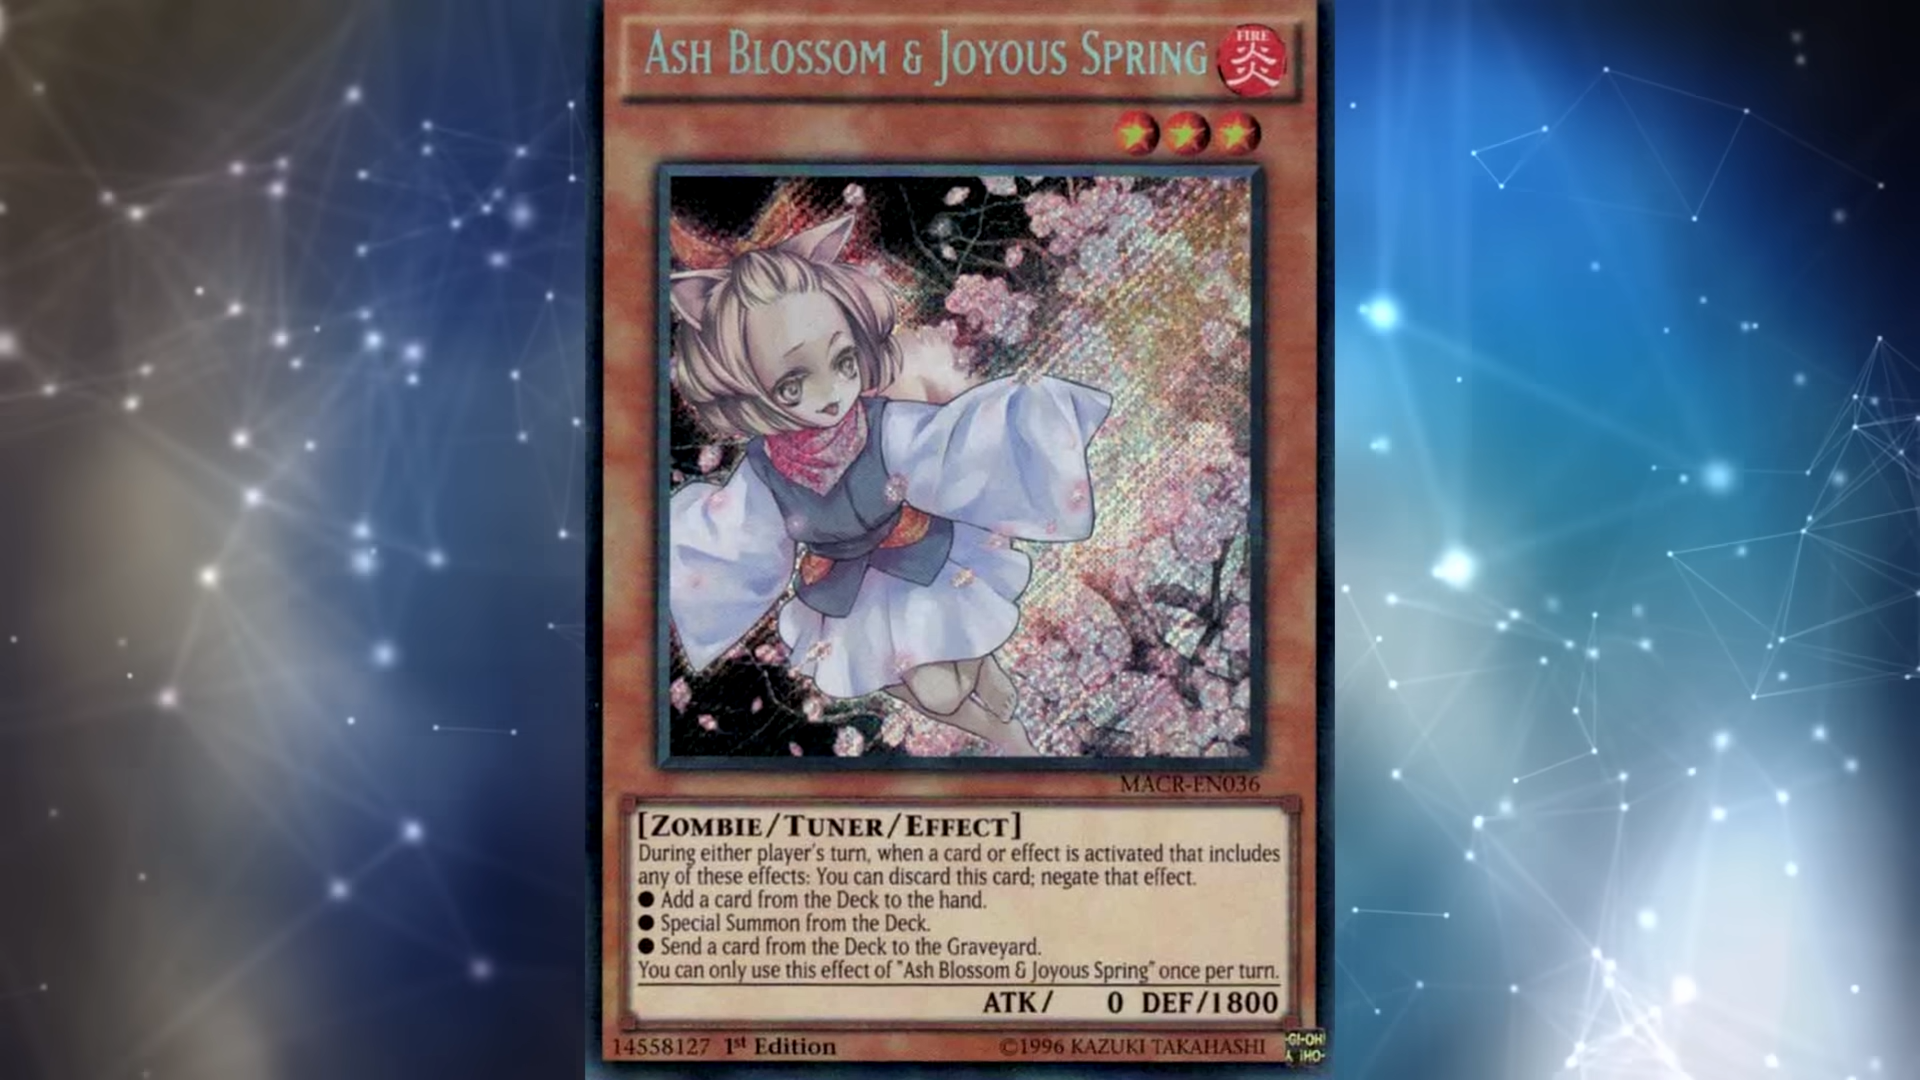 Ash Blossom & Joyous Spring
FIRE
炎
MACR-EN036
[Zombie/Tuner/Effect]
During either player's turn, when a card or effect is activated that includes
any of these effects: You can discard this card; negate that effect.
● Add a card from the Deck to the hand.
● Special Summon from the Deck.
● Send a card from the Deck to the Graveyard.
You can only use this effect of "Ash Blossom & Joyous Spring" once per turn.
ATK/ 0 DEF/1800
14558127 1st Edition ©1996 KAZUKI TAKAHASHI